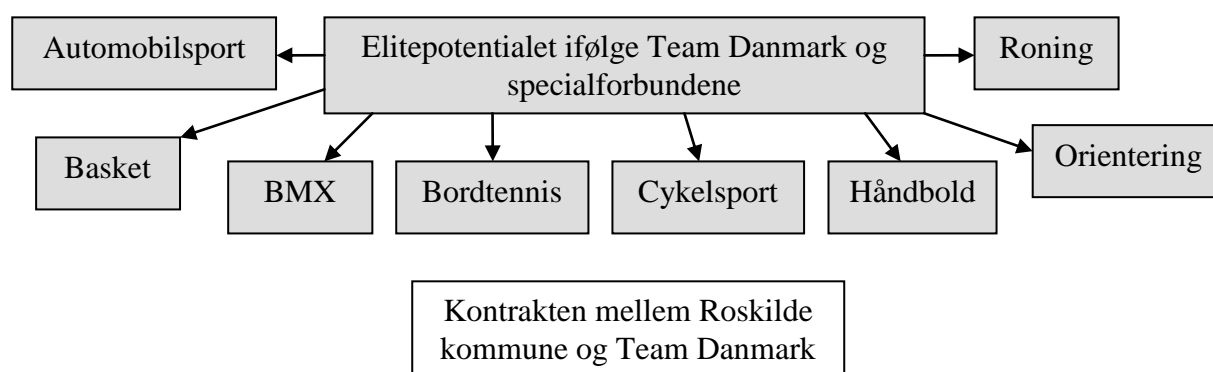 Automobilsport
Elitepotentialet ifølge Team Danmark og
specialforbundene
Roning
Basket
BMX
Bordtennis
Cykelsport
Håndbold
Orientering
Kontrakten mellem Roskilde
kommune og Team Danmark